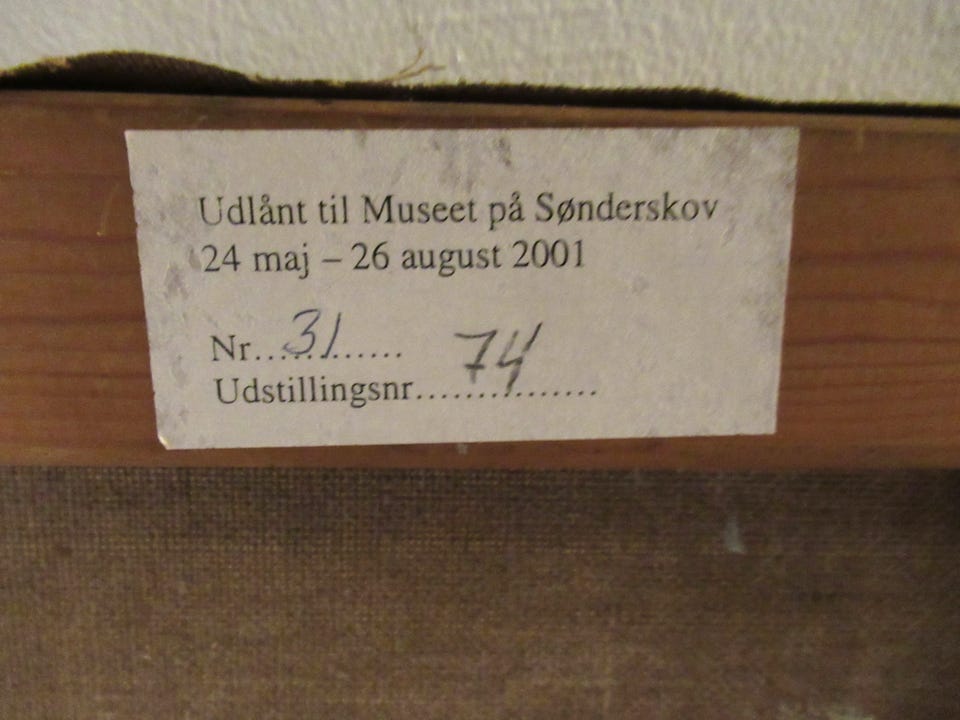 Udlånt til Museet på Sønderskov
24 maj – 26 august 2001
Nr...31.........
Udstillingsnr......74.........